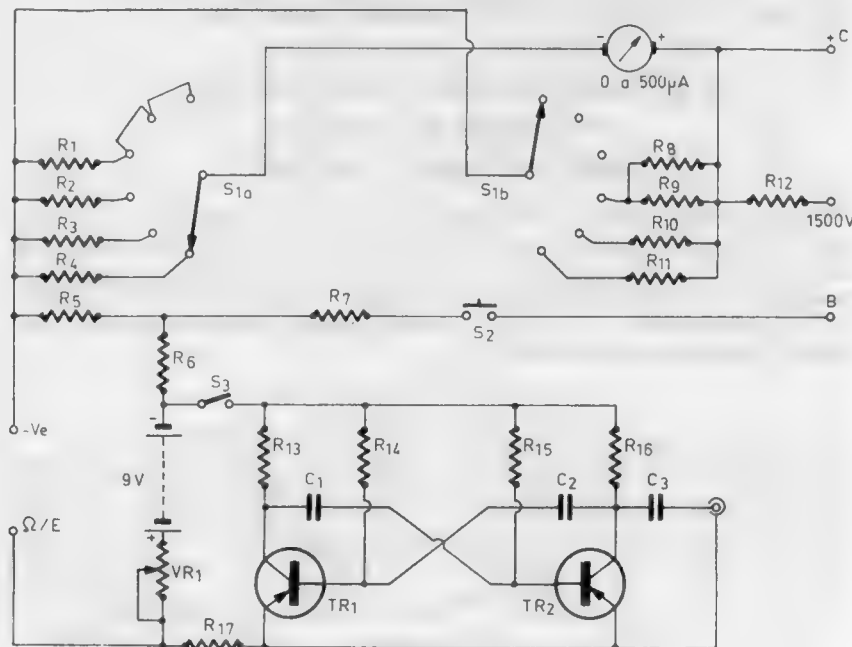 - +
+ C
0 a 500µA
R1
R8
S1a
S1b
R2
R9
R12
1500V
R3
R10
R4
R11
R5
R7
B
S2
R6
S3
-Ve
-
R13
R14
R15
R16
9V
C1
C2
C3
Ω/E
+
VR1
TR1
TR2
R17